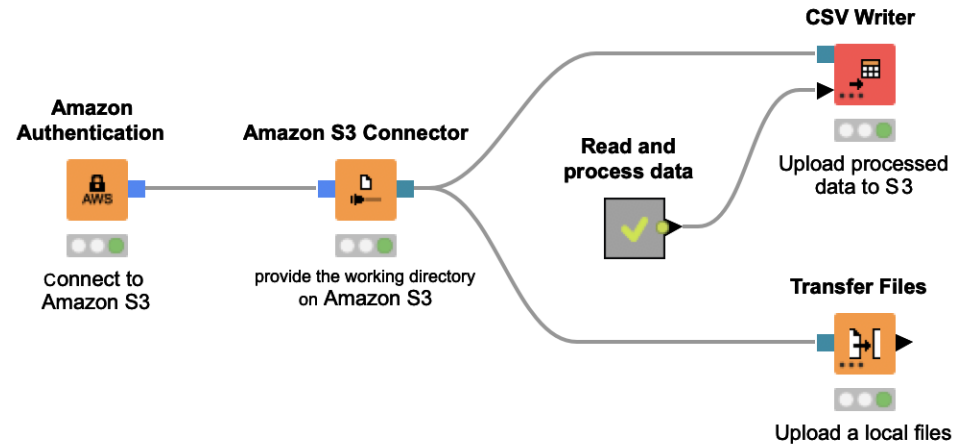 CSV Writer
Amazon
Authentication
Amazon S3 Connector
Read and
process data
AWS
Upload processed
data to S3
Connect to
Amazon S3
provide the working directory
on Amazon S3
Transfer Files
Upload a local files